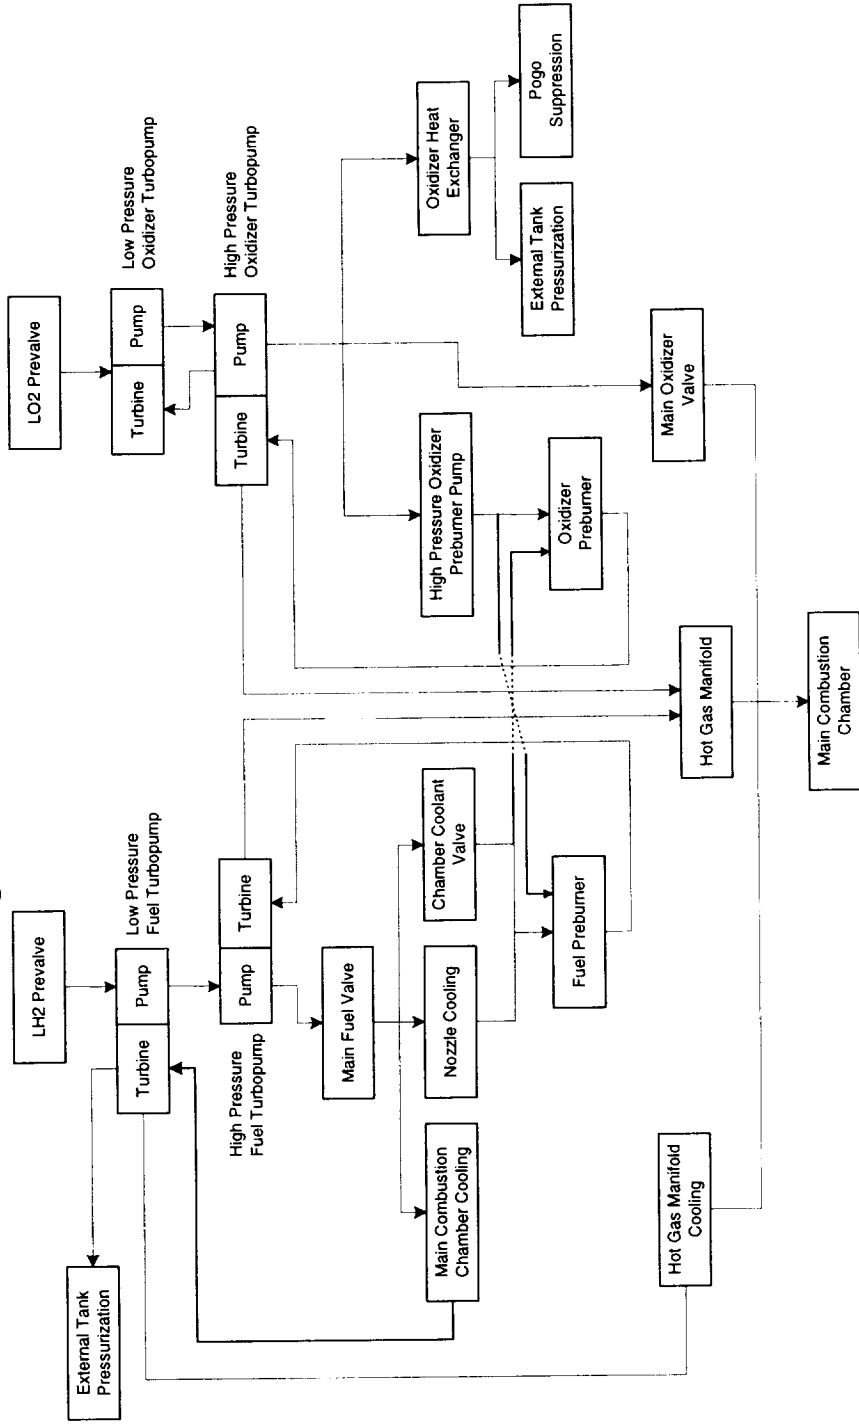 LH2 Prevalve
LO2 Prevalve
External Tank
Pressurization
Turbine
Pump
Low Pressure
Fuel Turbopump
Turbine
Pump
Low Pressure
Oxidizer Turbopump
High Pressure
Fuel Turbopump
Pump
Turbine
Turbine
Pump
High Pressure
Oxidizer Turbopump
Main Fuel Valve
Main Combustion
Chamber Cooling
Nozzle Cooling
Chamber Coolant
Valve
High Pressure Oxidizer
Preburner Pump
Oxidizer Heat
Exchanger
Fuel Preburner
Oxidizer
Preburner
External Tank
Pressurization
Pogo
Suppression
Hot Gas Manifold
Cooling
Hot Gas Manifold
Main Oxidizer
Valve
Main Combustion
Chamber